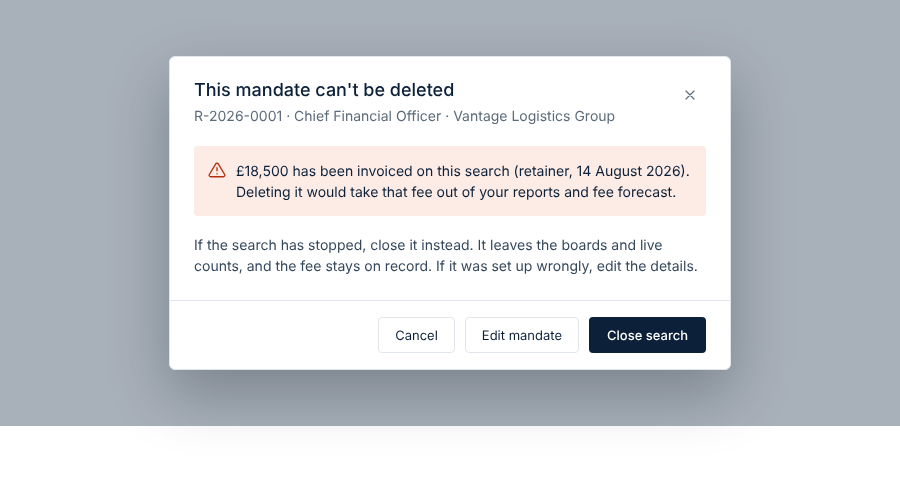 This mandate can't be deleted
R-2026-0001 · Chief Financial Officer · Vantage Logistics Group
£18,500 has been invoiced on this search (retainer, 14 August 2026).
Deleting it would take that fee out of your reports and fee forecast.
If the search has stopped, close it instead. It leaves the boards and live
counts, and the fee stays on record. If it was set up wrongly, edit the details.
Cancel
Edit mandate
Close search